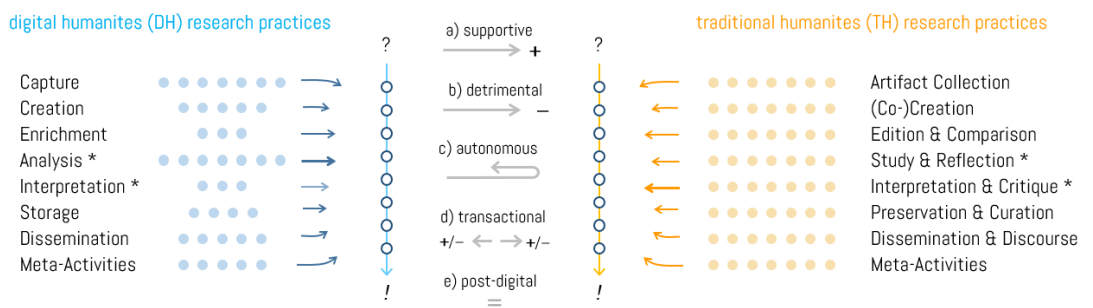 digital humanites (DH) research practices
Capture
Creation
Enrichment
Analysis *
Interpretation *
Storage
Dissemination
Meta-Activities
?
!
a) supportive
+
b) detrimental
–
c) autonomous
d) transactional
+/– +/–
e) post-digital
=
traditional humanites (TH) research practices
?
!
Artifact Collection
(Co-)Creation
Edition & Comparison
Study & Reflection *
Interpretation & Critique *
Preservation & Curation
Dissemination & Discourse
Meta-Activities